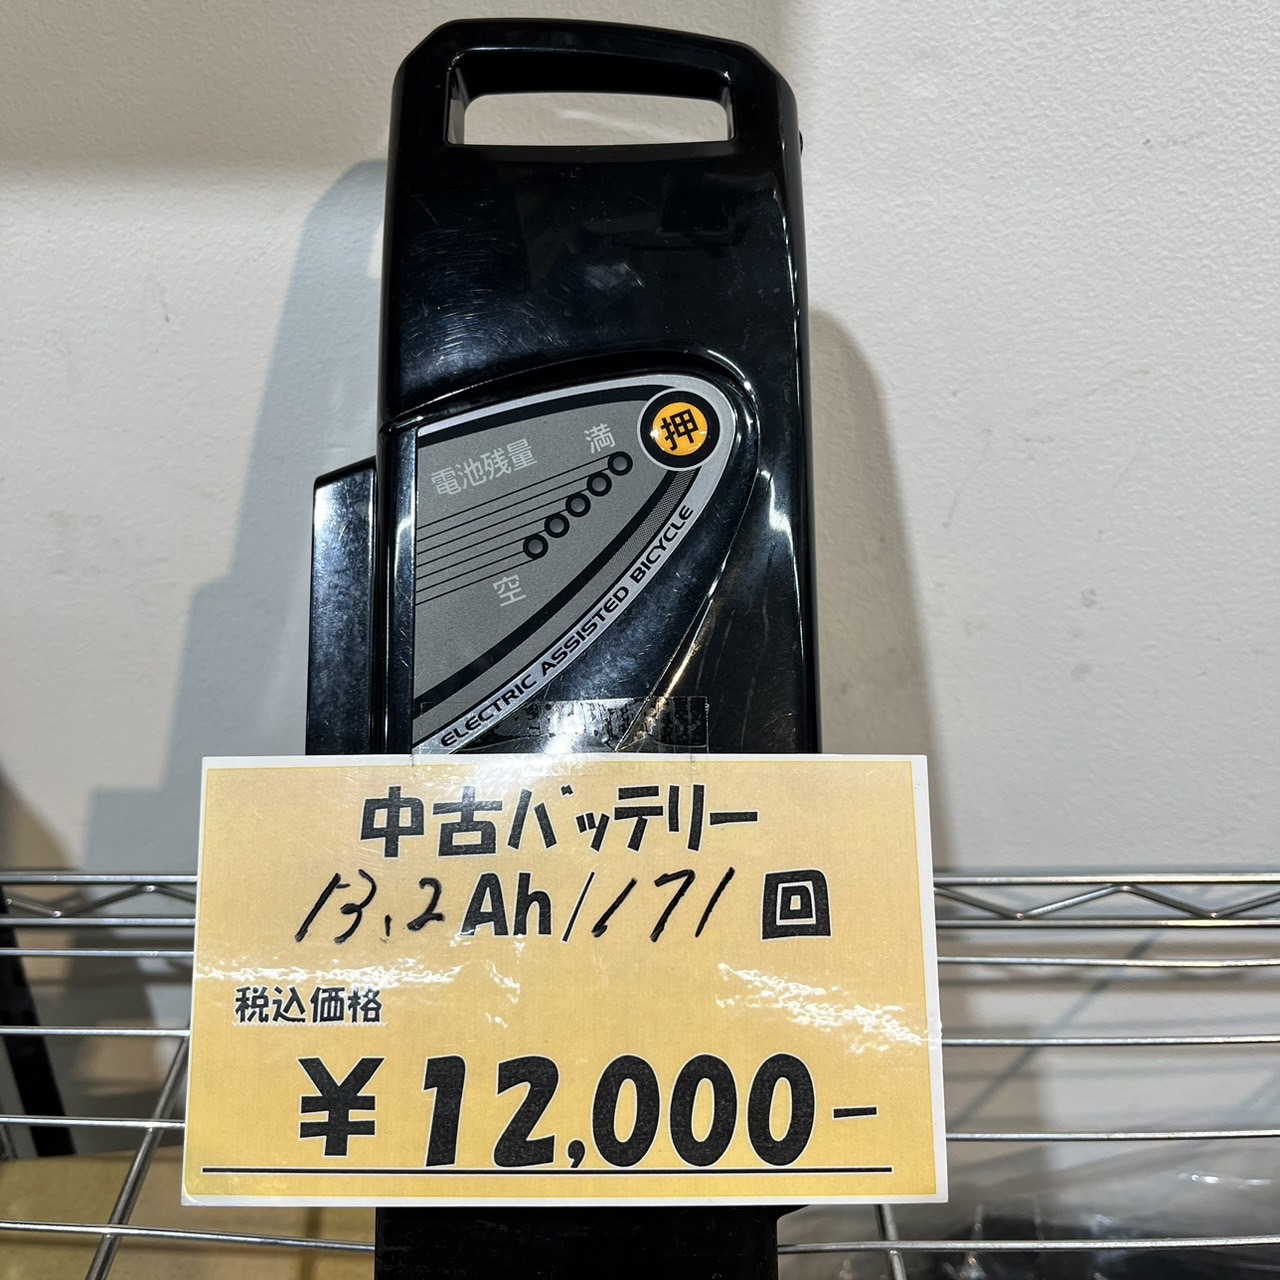 押
満
電池残量
空
ELECTRIC ASSISTED BICYCLE
中古バッテリー
13.2Ah/171回
税込価格
¥12,000-